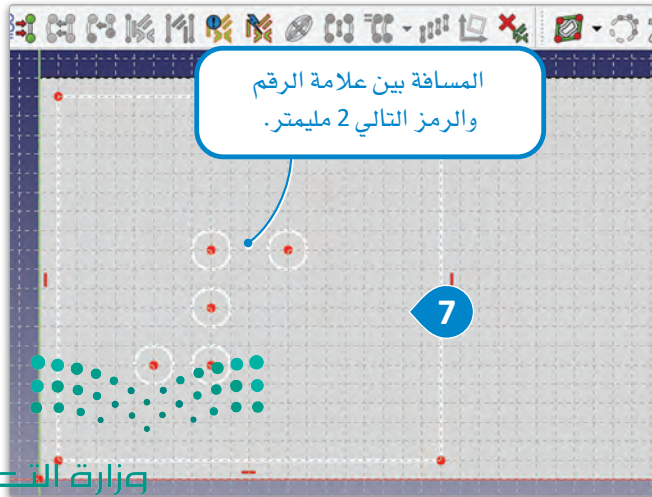 المسافة بين علامة الرقم
والرمز التالي 2 مليمتر.
7
وزارة التـ